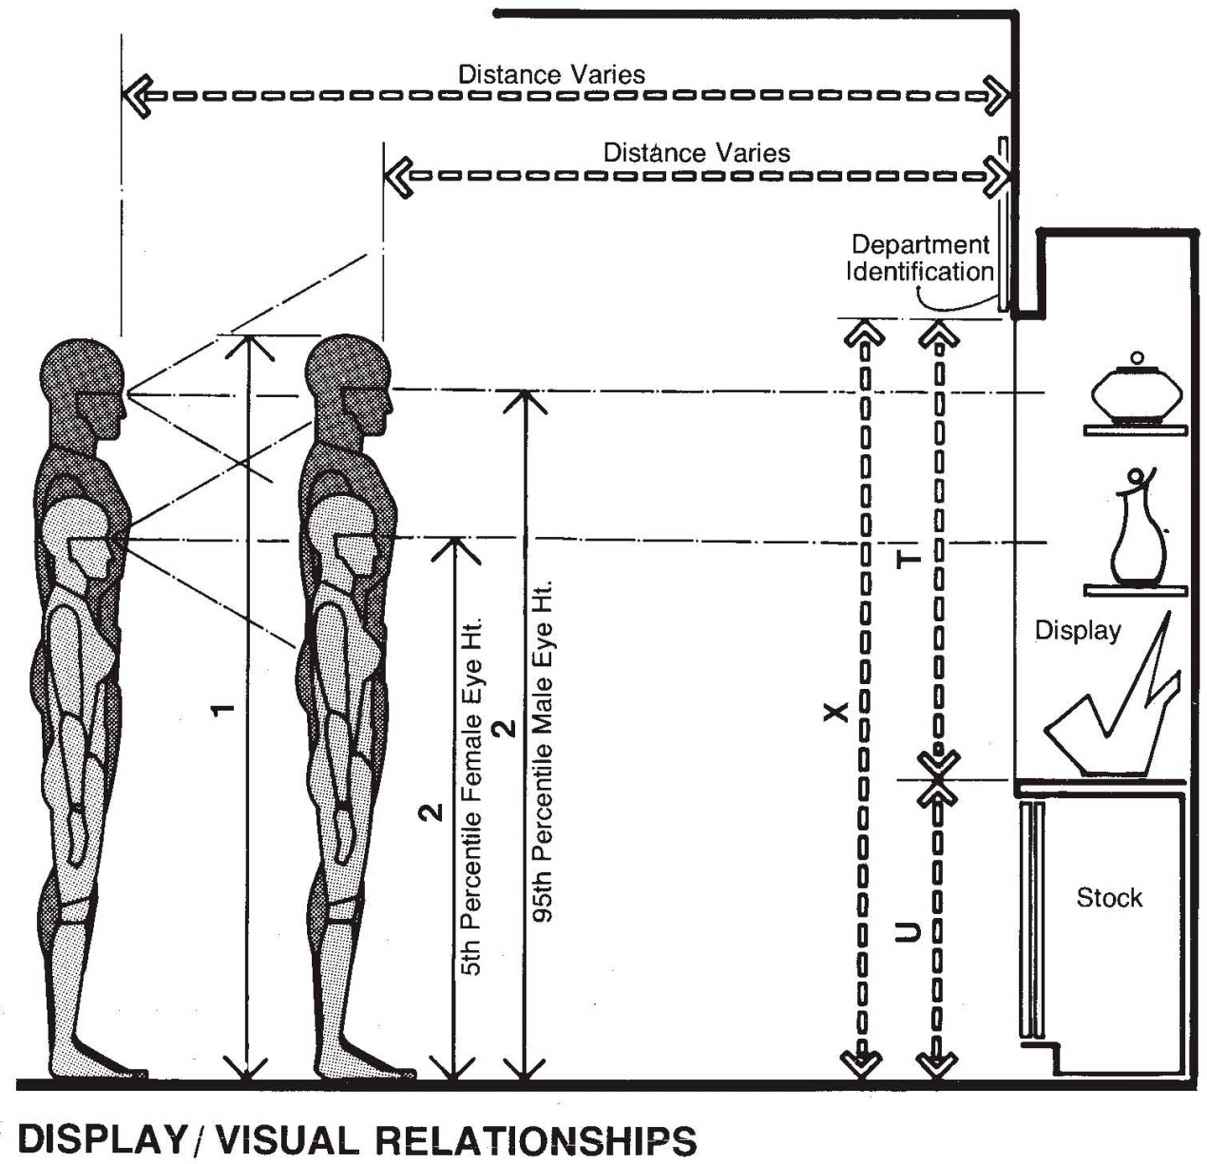 Distance Varies
Distance Varies
Department
Identification
1
2
5th Percentile Female Eye Ht.
2
95th Percentile Male Eye Ht.
X
T
U
Display
Stock
DISPLAY/VISUAL RELATIONSHIPS